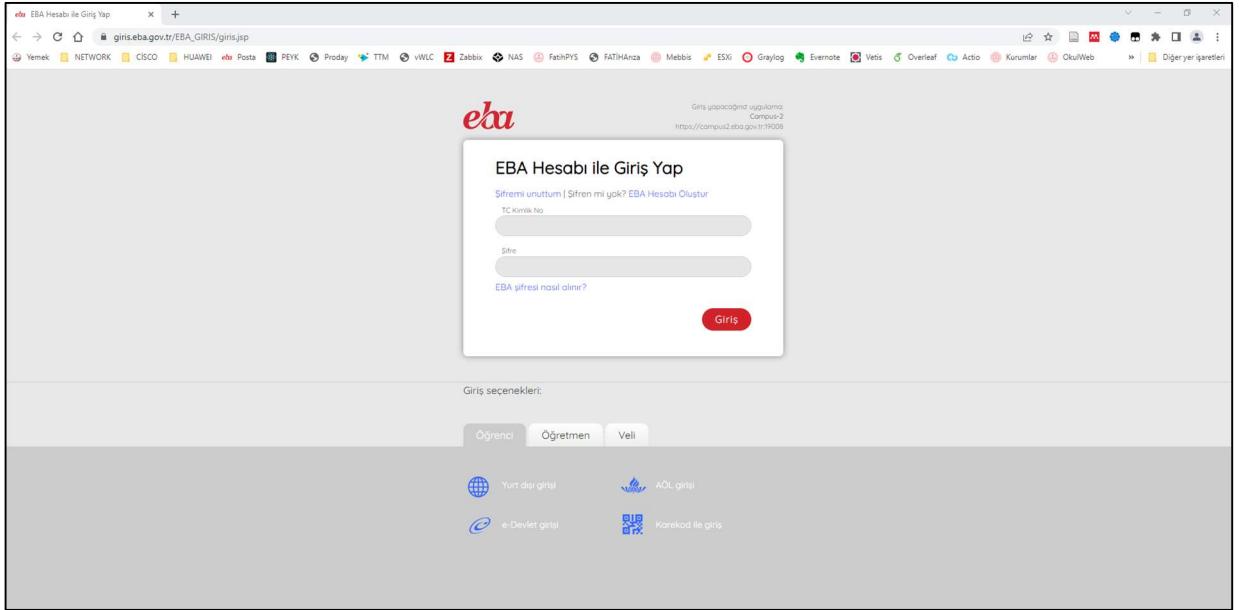 eba EBA Hesabı ile Giriş Yap
giris.eba.gov.tr/EBA_GIRIS/giris.jsp
Yemek NETWORK CİSCO HUAWEI eba Posta PEYK Proday TTM vWLC Z Zabbix NAS FatihPYS FATİHArıza Mebbis ESXi Graylog Evernote Vetis Overleaf Actio Kurumlar OkulWeb » Diğer yer işaretleri
eba
Giriş yapacağınız uygulama:
Campus-2
https://campus2.eba.gov.tr:19008
EBA Hesabı ile Giriş Yap
Şifremi unuttum | Şifren mi yok? EBA Hesabı Oluştur
TC Kimlik No
Şifre
EBA şifresi nasıl alınır?
Giriş
Giriş seçenekleri:
Öğrenci Öğretmen Veli
Yurt dışı girişi AÖL girişi
e-Devlet girişi Karekod ile giriş